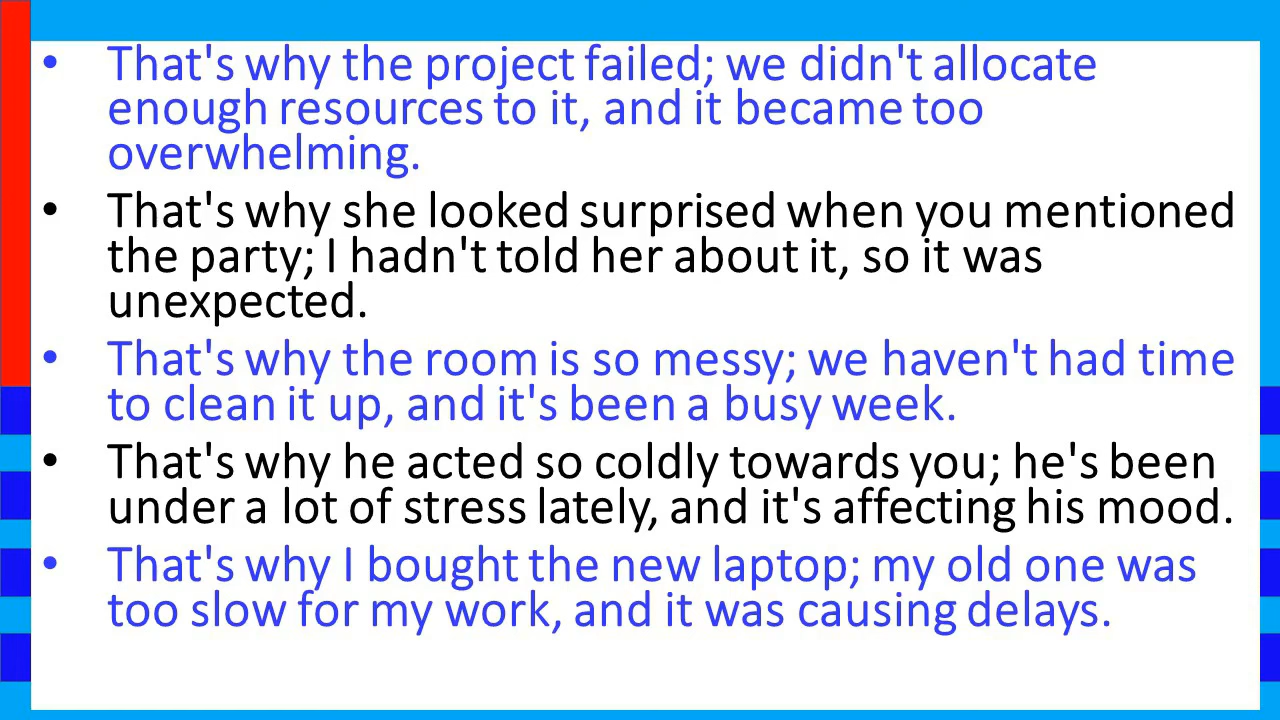 • That's why the project failed; we didn't allocate
enough resources to it, and it became too
overwhelming.
• That's why she looked surprised when you mentioned
the party; I hadn't told her about it, so it was
unexpected.
• That's why the room is so messy; we haven't had time
to clean it up, and it's been a busy week.
• That's why he acted so coldly towards you; he's been
under a lot of stress lately, and it's affecting his mood.
• That's why I bought the new laptop; my old one was
too slow for my work, and it was causing delays.